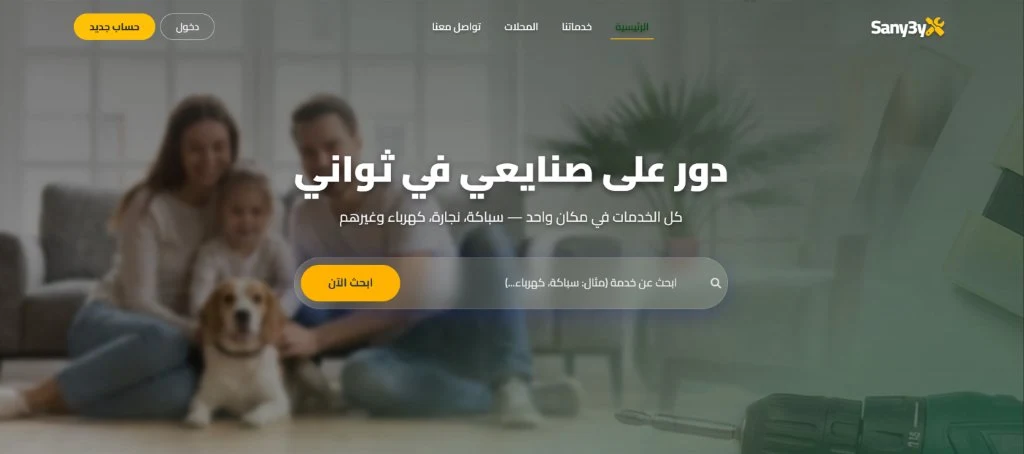 Sany3y
الرئيسية
خدماتنا
المحلات
تواصل معنا
دخول
حساب جديد
دور على صنايعي في ثواني
كل الخدمات في مكان واحد — سباكة، نجارة، كهرباء وغيرهم
ابحث عن خدمة (مثال: سباكة، كهرباء...)
ابحث الآن